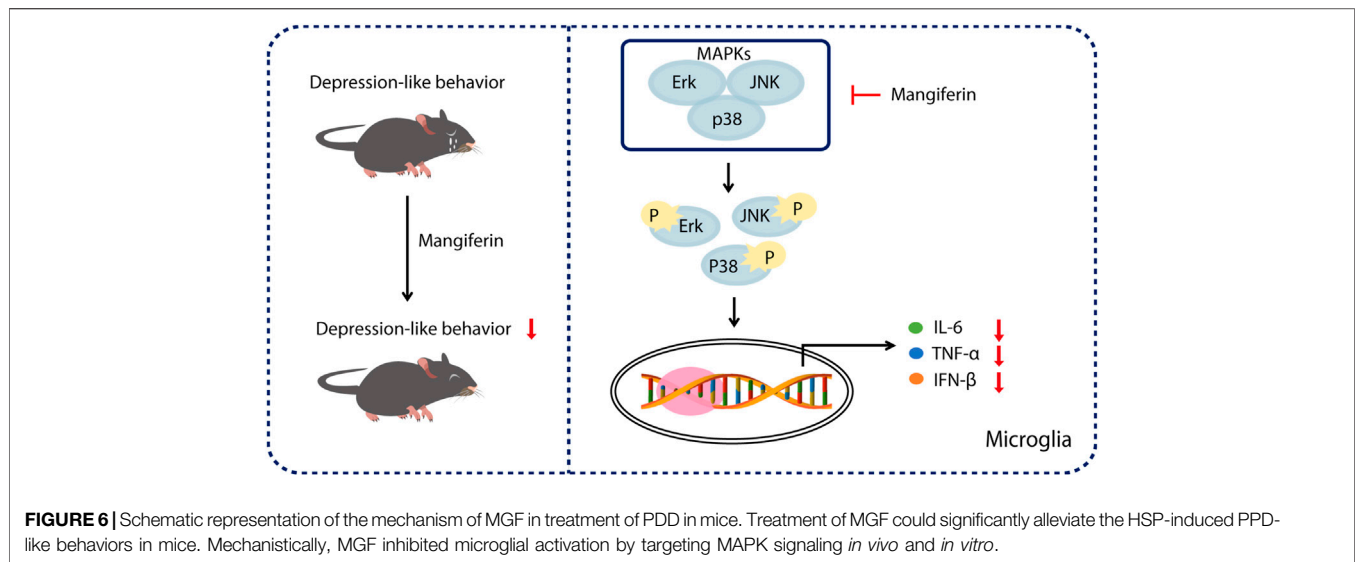 Depression-like behavior
Mangiferin
Depression-like behavior
MAPKs
Erk
JNK
p38
Mangiferin
P
Erk
JNK
P
P38
P
IL-6
TNF-α
IFN-β
Microglia
FIGURE 6 | Schematic representation of the mechanism of MGF in treatment of PDD in mice. Treatment of MGF could significantly alleviate the HSP-induced PPD-
like behaviors in mice. Mechanistically, MGF inhibited microglial activation by targeting MAPK signaling in vivo and in vitro.